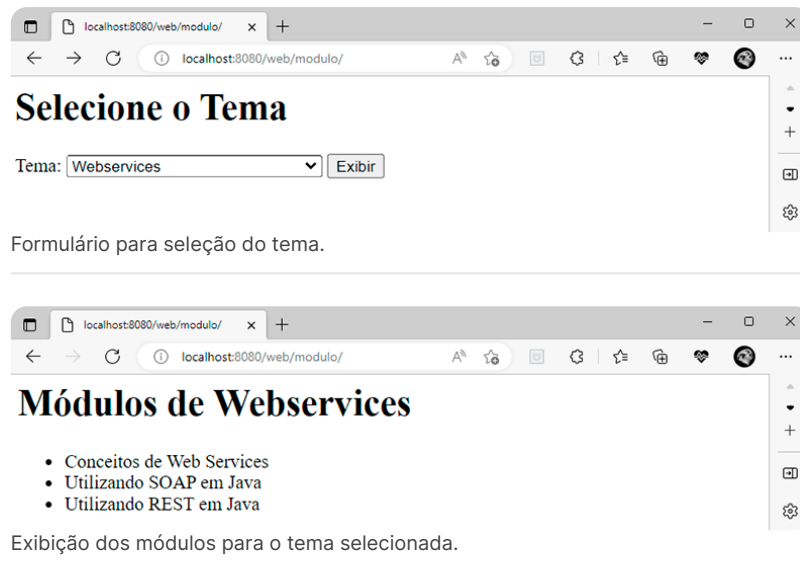 localhost:8080/web/modulo/
localhost:8080/web/modulo/
Selecione o Tema
Tema: Webservices Exibir
Formulário para seleção do tema.
localhost:8080/web/modulo/
localhost:8080/web/modulo/
Módulos de Webservices
• Conceitos de Web Services
• Utilizando SOAP em Java
• Utilizando REST em Java
Exibição dos módulos para o tema selecionada.